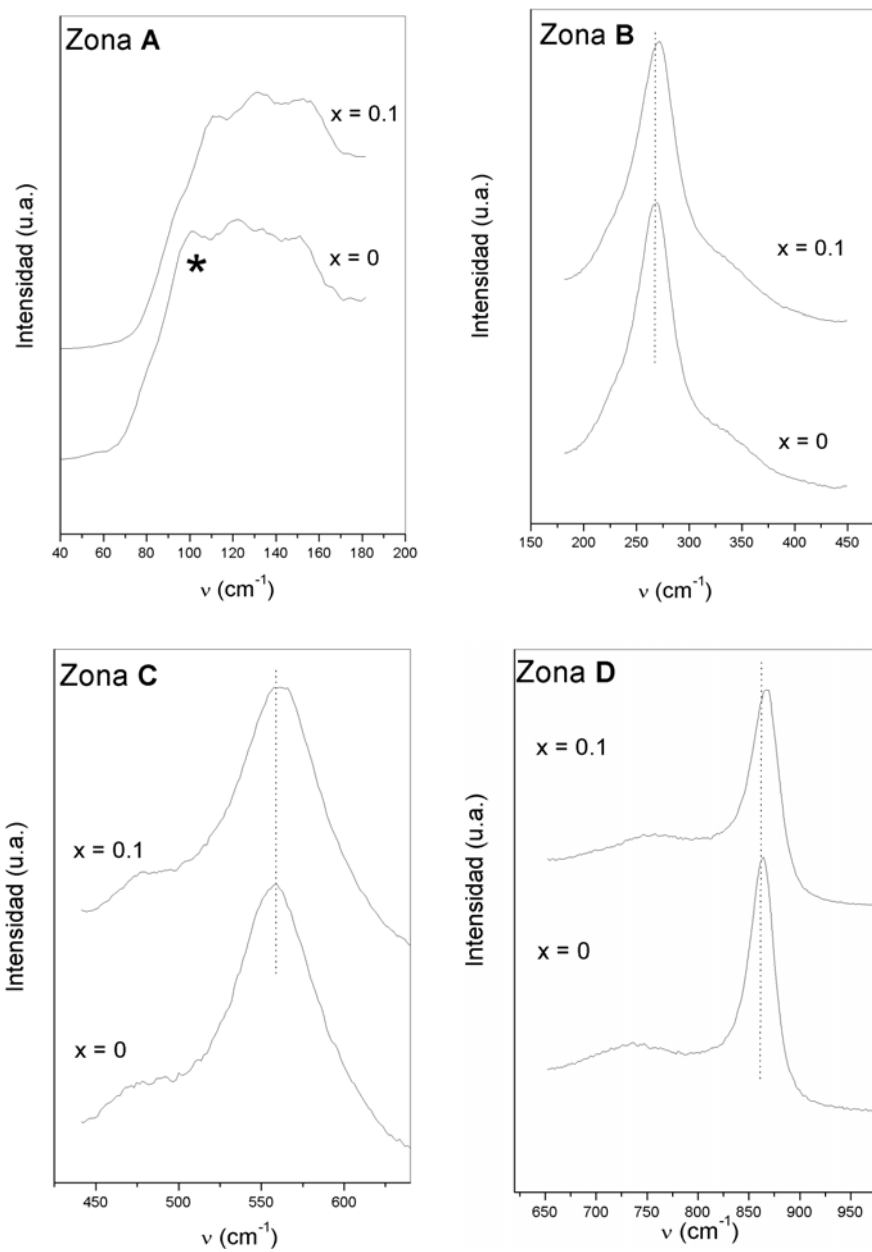 Zona A
x = 0.1
x = 0
*
Intensidad (u.a.)
40 60 80 100 120 140 160 180 200
ν (cm-1)
Zona B
x = 0.1
x = 0
Intensidad (u.a.)
150 200 250 300 350 400 450
ν (cm-1)
Zona C
x = 0.1
x = 0
Intensidad (u.a.)
450 500 550 600
ν (cm-1)
Zona D
x = 0.1
x = 0
Intensidad (u.a.)
650 700 750 800 850 900 950
ν (cm-1)